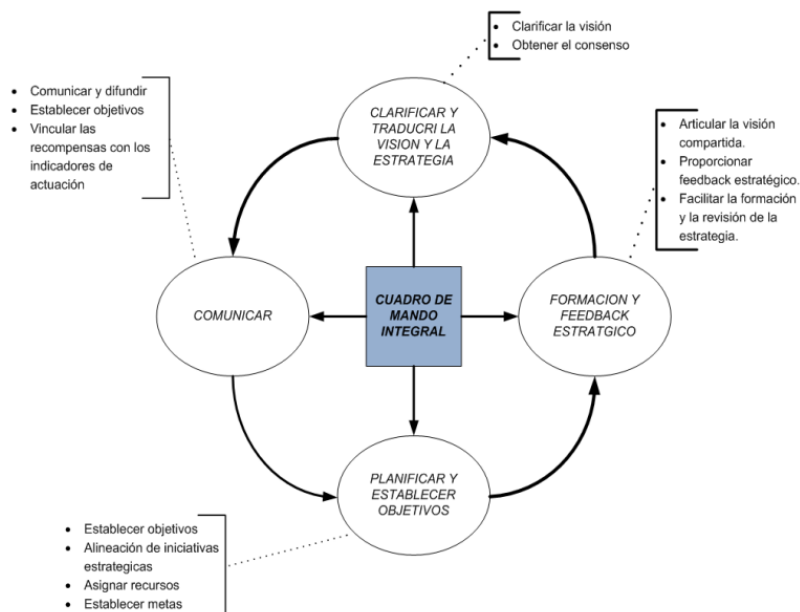 • Clarificar la visión
• Obtener el consenso
• Comunicar y difundir
• Establecer objetivos
• Vincular las
recompensas con los
indicadores de
actuación
CLARIFICAR Y
TRADUCRI LA
VISION Y LA
ESTRATEGIA
• Articular la visión
compartida.
• Proporcionar
feedback estratégico.
• Facilitar la formación
y la revisión de la
estrategia.
COMUNICAR
CUADRO DE
MANDO
INTEGRAL
FORMACION Y
FEEDBACK
ESTRATGICO
PLANIFICAR Y
ESTABLECER
OBJETIVOS
• Establecer objetivos
• Alineación de iniciativas
estrategicas
• Asignar recursos
• Establecer metas